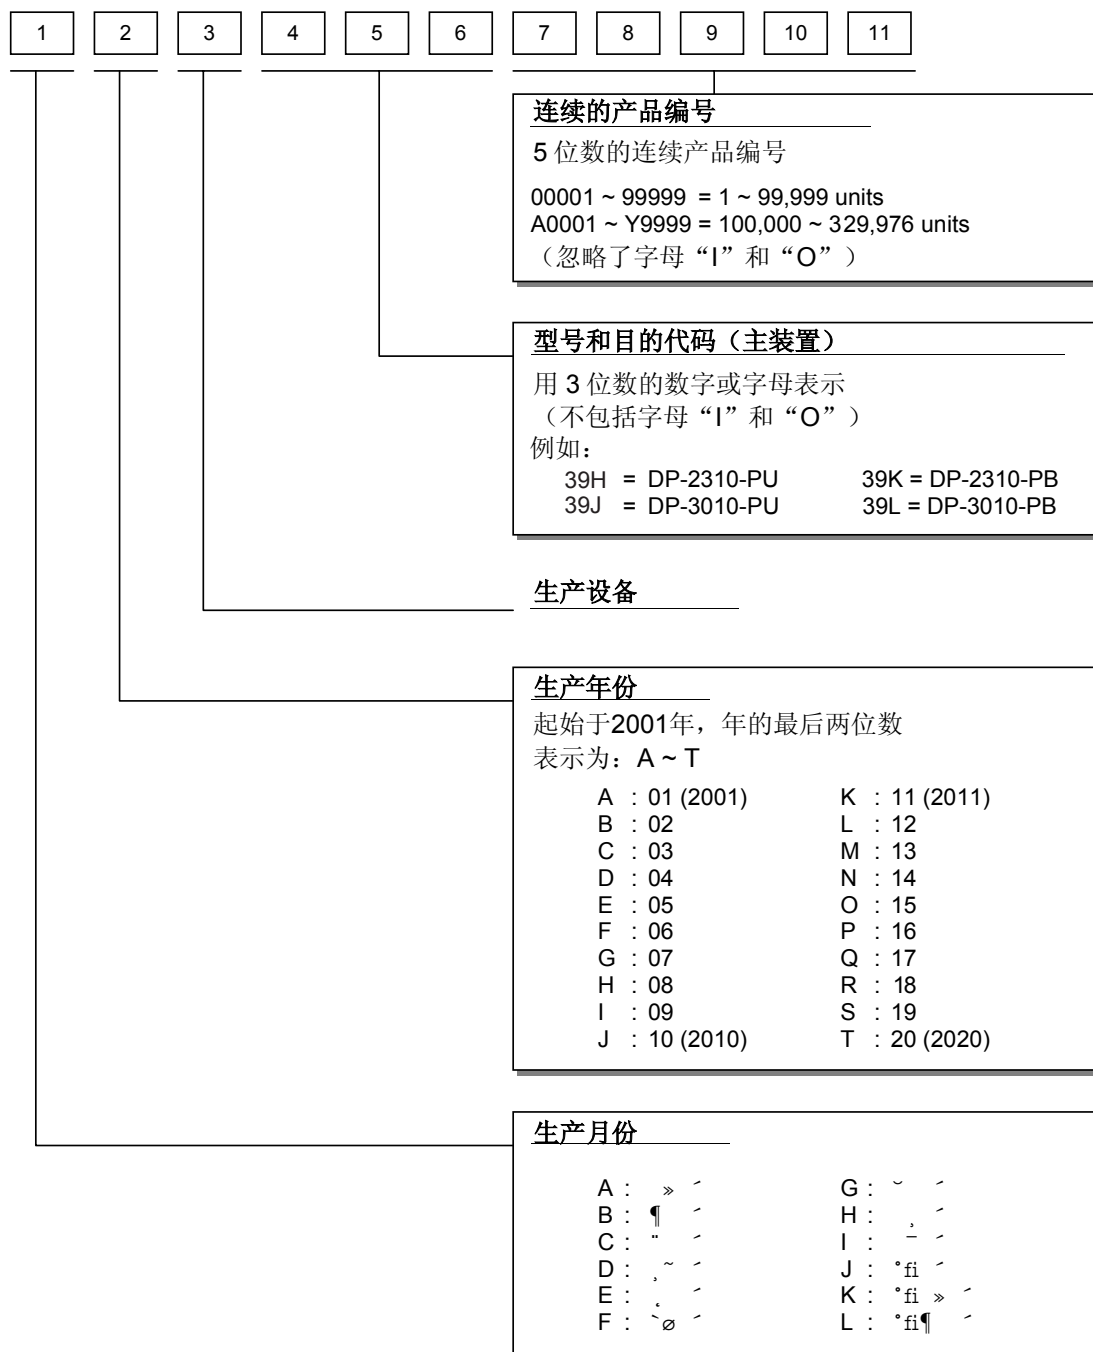 1 2 3 4 5 6 7 8 9 10 11
连续的产品编号
5 位数的连续产品编号
00001 ~ 99999 = 1 ~ 99,999 units
A0001 ~ Y9999 = 100,000 ~ 329,976 units
（忽略了字母“I”和“O”）
型号和目的代码（主装置）
用 3 位数的数字或字母表示
（不包括字母“I”和“O”）
例如：
39H = DP-2310-PU 39K = DP-2310-PB
39J = DP-3010-PU 39L = DP-3010-PB
生产设备
生产年份
起始于2001年，年的最后两位数
表示为：A ~ T
A : 01 (2001) K : 11 (2011)
B : 02 L : 12
C : 03 M : 13
D : 04 N : 14
E : 05 O : 15
F : 06 P : 16
G : 07 Q : 17
H : 08 R : 18
I : 09 S : 19
J : 10 (2010) T : 20 (2020)
生产月份
A : » ´ G : ˘ ´
B : ¶ ´ H : ¸ ´
C : ¨ ´ I : ¯ ´
D : ¸˜ ´ J : ˚fi ´
E : ˛ ´ K : ˚fi » ´
F : `ø ´ L : ˚fi¶ ´